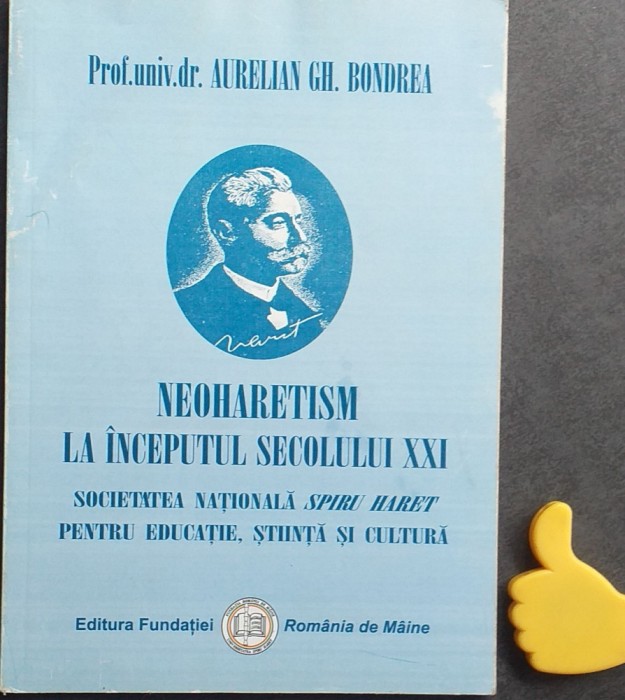 Prof.univ.dr. AURELIAN GH. BONDREA
Haret
NEOHARETISM
LA ÎNCEPUTUL SECOLULUI XXI
SOCIETATEA NAȚIONALĂ SPIRU HARET
PENTRU EDUCAȚIE, ȘTIINȚĂ ȘI CULTURĂ
Editura Fundației România de Mâine